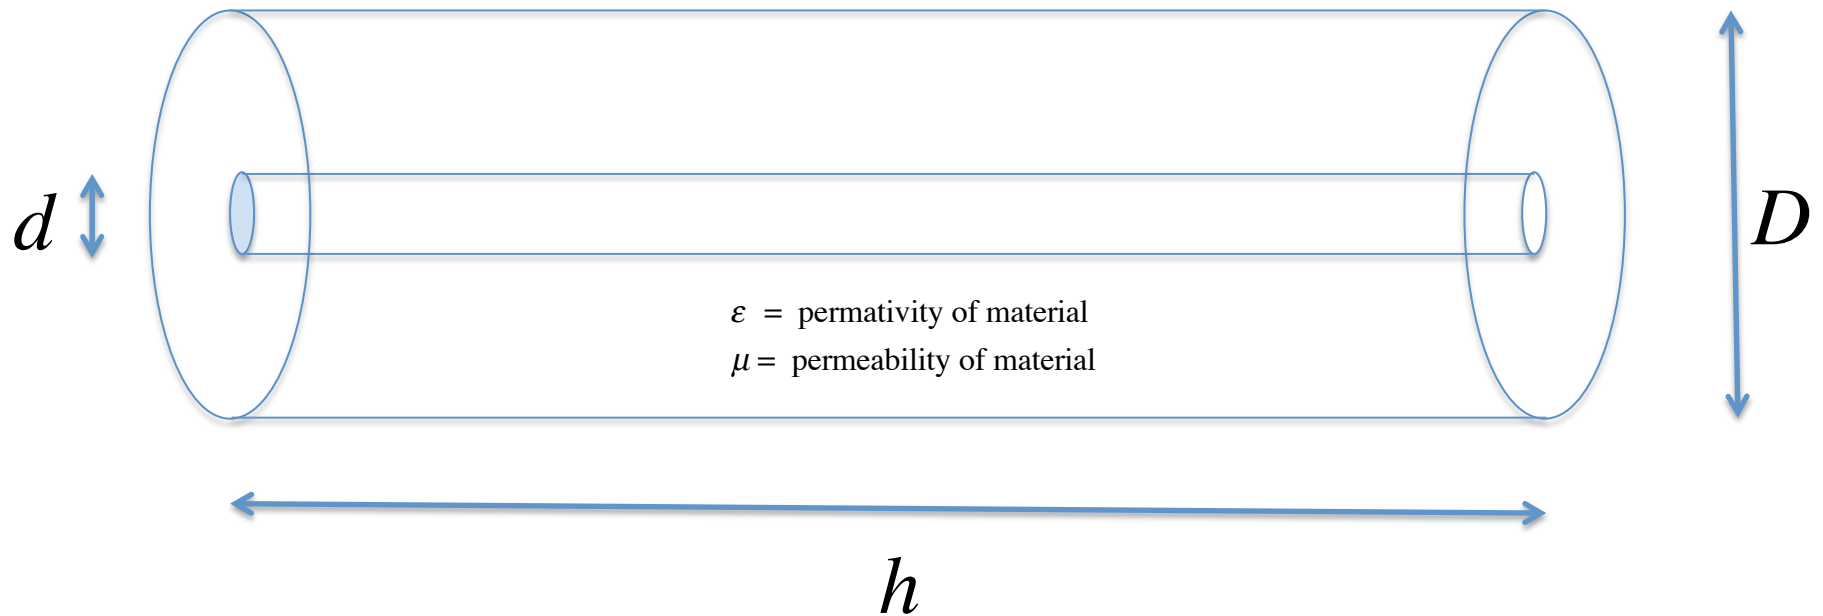 d
D
ε = permativity of material
μ = permeability of material
h